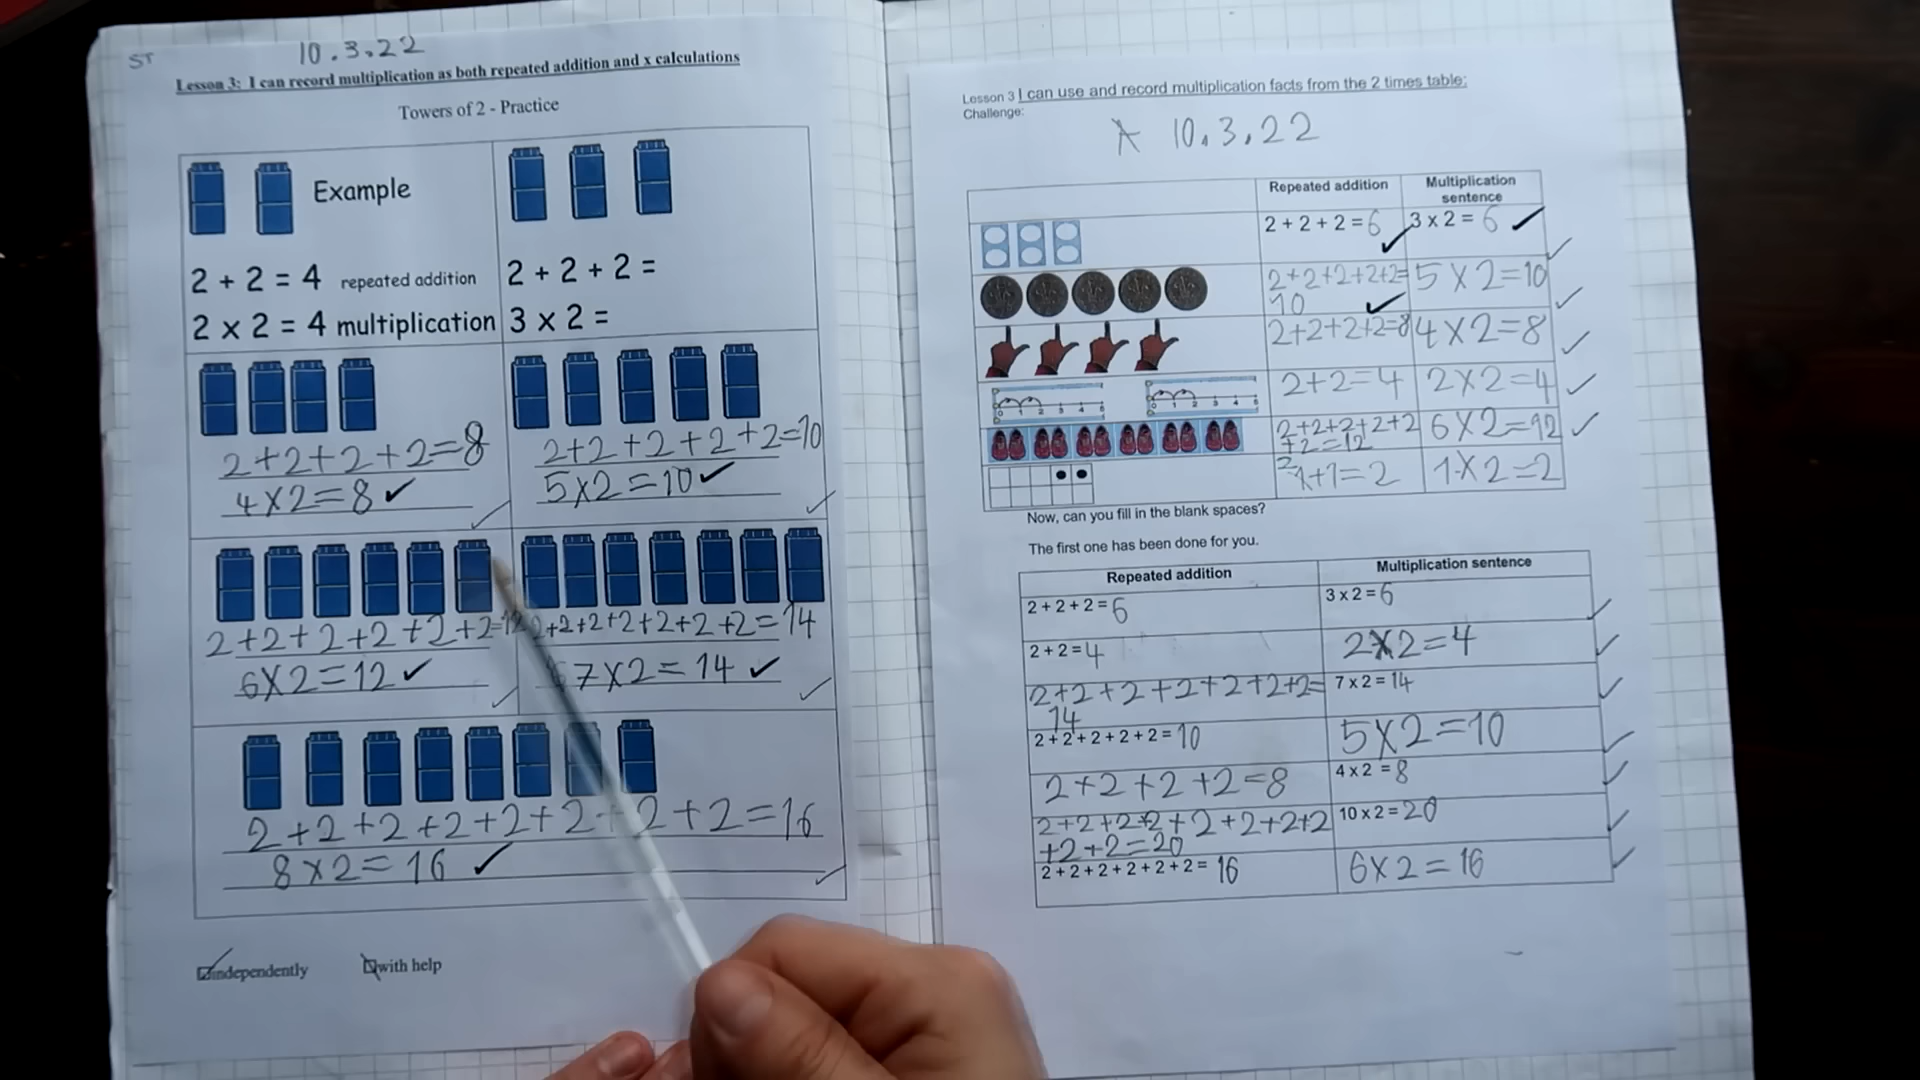 ST 10.3.22
Lesson 3: I can record multiplication as both repeated addition and x calculations
Towers of 2 - Practice
Example
2 + 2 = 4 repeated addition
2 x 2 = 4 multiplication
2 + 2 + 2 =
3 x 2 =
2+2+2+2=8
4x2=8
2+2+2+2+2=10
5x2=10
2+2+2+2+2+2=12
6x2=12
2+2+2+2+2+2+2=14
7x2=14
2+2+2+2+2+2+2+2=16
8x2=16
independently with help
Lesson 3 I can use and record multiplication facts from the 2 times table:
Challenge:
10.3.22
Repeated addition Multiplication sentence
2 + 2 + 2 = 6 3 x 2 = 6
2+2+2+2+2= 5x2=10
10
2+2+2+2=8 4x2=8
2+2=4 2x2=4
2+2+2+2+2 6x2=12
+2=12
1+1=2 1x2=2
Now, can you fill in the blank spaces?
The first one has been done for you.
Repeated addition Multiplication sentence
2 + 2 + 2 = 6 3 x 2 = 6
2 + 2 = 4 2x2=4
2+2+2+2+2+2+2= 7 x 2 = 14
14
2 + 2 + 2 + 2 + 2 = 10 5x2=10
2+2+2+2=8 4 x 2 = 8
2+2+2+2+2+2+2+2 10 x 2 = 20
+2+2=20
2 + 2 + 2 + 2 + 2 + 2 = 16 6x2=16